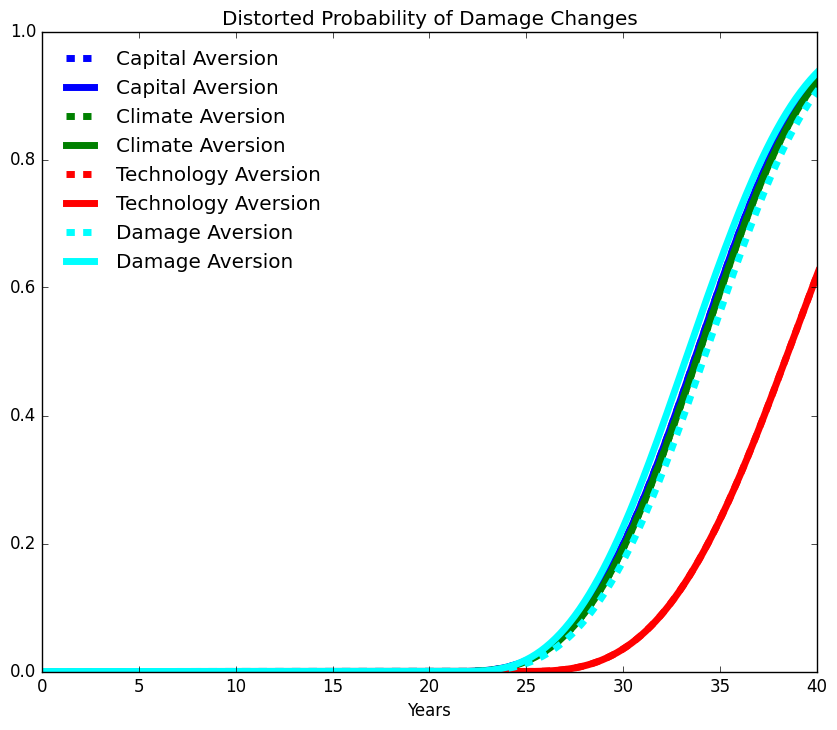 Distorted Probability of Damage Changes
1.0
0.8
0.6
0.4
0.2
0.0
Capital Aversion
Capital Aversion
Climate Aversion
Climate Aversion
Technology Aversion
Technology Aversion
Damage Aversion
Damage Aversion
0 5 10 15 20 25 30 35 40
Years